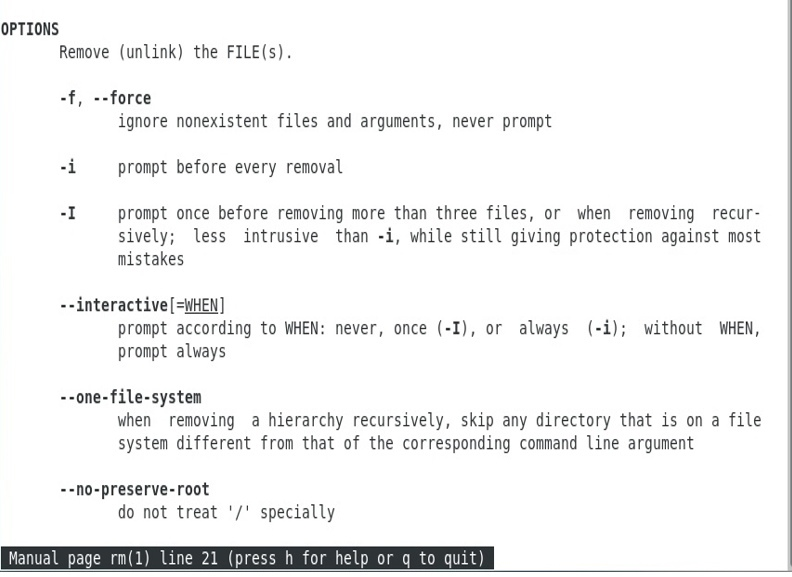 OPTIONS
Remove (unlink) the FILE(s).
-f, --force
ignore nonexistent files and arguments, never prompt
-i     prompt before every removal
-I     prompt once before removing more than three files, or  when  removing  recur-
sively;  less  intrusive  than -i, while still giving protection against most
mistakes
--interactive[=WHEN]
prompt according to WHEN: never, once (-I), or  always  (-i);  without  WHEN,
prompt always
--one-file-system
when  removing  a hierarchy recursively, skip any directory that is on a file
system different from that of the corresponding command line argument
--no-preserve-root
do not treat '/' specially
Manual page rm(1) line 21 (press h for help or q to quit)